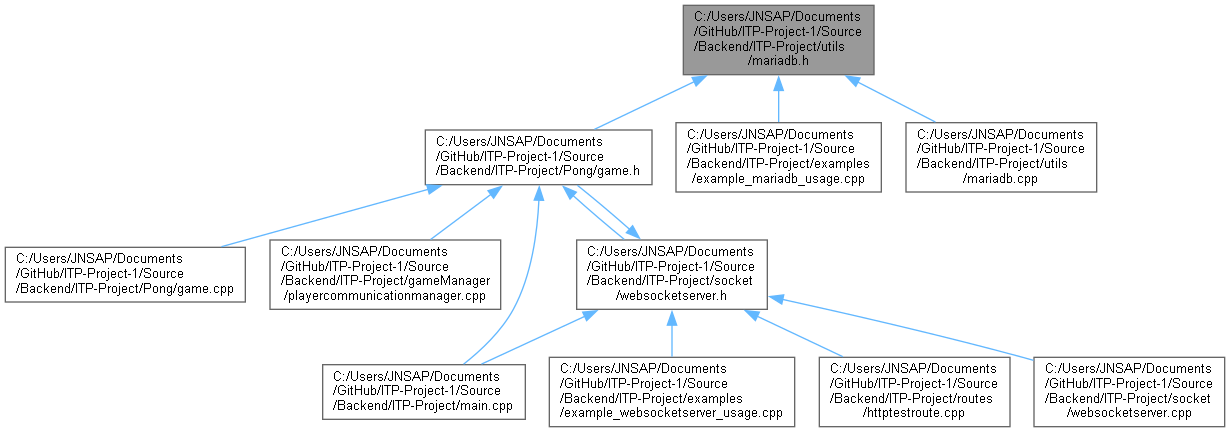 C:/Users/JNSAP/Documents
/GitHub/ITP-Project-1/Source
/Backend/ITP-Project/utils
/mariadb.h
C:/Users/JNSAP/Documents
/GitHub/ITP-Project-1/Source
/Backend/ITP-Project/Pong/game.h
C:/Users/JNSAP/Documents
/GitHub/ITP-Project-1/Source
/Backend/ITP-Project/examples
/example_mariadb_usage.cpp
C:/Users/JNSAP/Documents
/GitHub/ITP-Project-1/Source
/Backend/ITP-Project/utils
/mariadb.cpp
C:/Users/JNSAP/Documents
/GitHub/ITP-Project-1/Source
/Backend/ITP-Project/Pong/game.cpp
C:/Users/JNSAP/Documents
/GitHub/ITP-Project-1/Source
/Backend/ITP-Project/gameManager
/playercommunicationmanager.cpp
C:/Users/JNSAP/Documents
/GitHub/ITP-Project-1/Source
/Backend/ITP-Project/socket
/websocketserver.h
C:/Users/JNSAP/Documents
/GitHub/ITP-Project-1/Source
/Backend/ITP-Project/main.cpp
C:/Users/JNSAP/Documents
/GitHub/ITP-Project-1/Source
/Backend/ITP-Project/examples
/example_websocketserver_usage.cpp
C:/Users/JNSAP/Documents
/GitHub/ITP-Project-1/Source
/Backend/ITP-Project/routes
/httptestroute.cpp
C:/Users/JNSAP/Documents
/GitHub/ITP-Project-1/Source
/Backend/ITP-Project/socket
/websocketserver.cpp